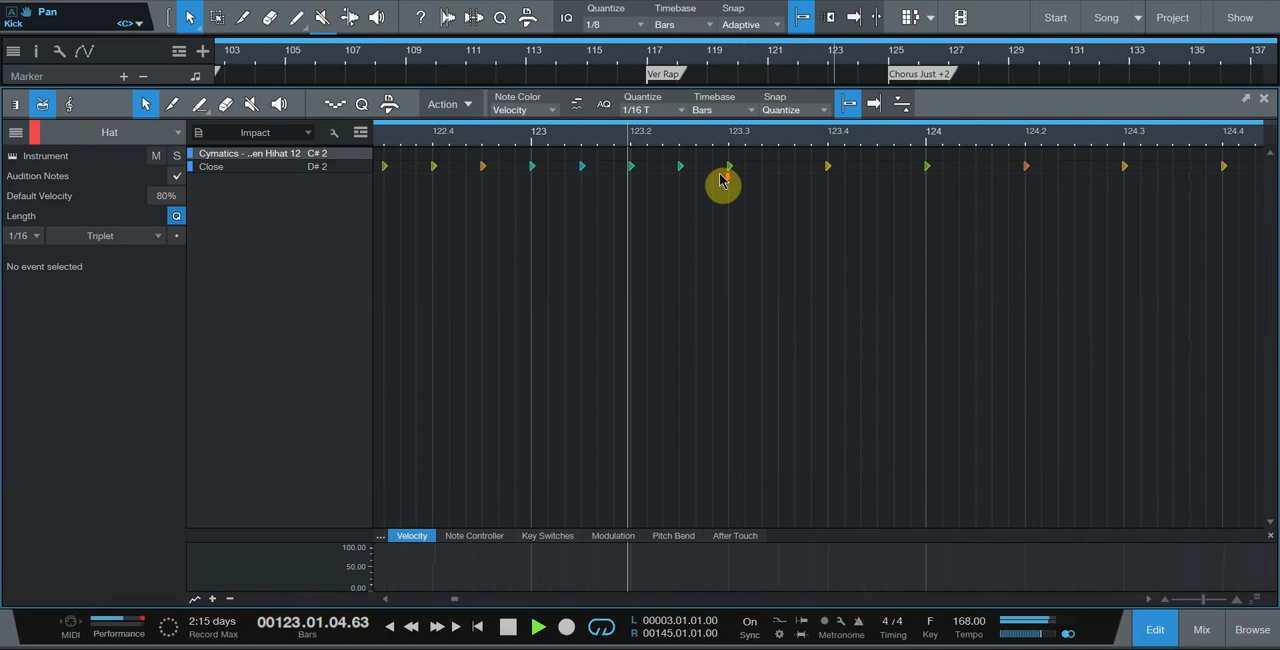 A Pan
Kick <C>
? IQ Quantize 1/8 Timebase Bars Snap Adaptive Start Song Project Show
103 105 107 109 111 113 115 117 119 121 123 125 127 129 131 133 135 137
Marker Ver Rap Chorus Just +2
Action Note Color Velocity AQ Quantize 1/16 T Timebase Bars Snap Quantize
Hat Impact 122.4 123 123.2 123.3 123.4 124 124.2 124.3 124.4
Instrument M S Cymatics - ..en Hihat 12 C# 2
Close D# 2
Audition Notes
Default Velocity 80%
Length Q
1/16 Triplet
No event selected
... Velocity Note Controller Key Switches Modulation Pitch Bend After Touch
100.00
50.00
0.00
MIDI Performance 2:15 days Record Max 00123.01.04.63 Bars L 00003.01.01.00 R 00145.01.01.00 On Sync Metronome 4 / 4 Timing F Key 168.00 Tempo Edit Mix Browse